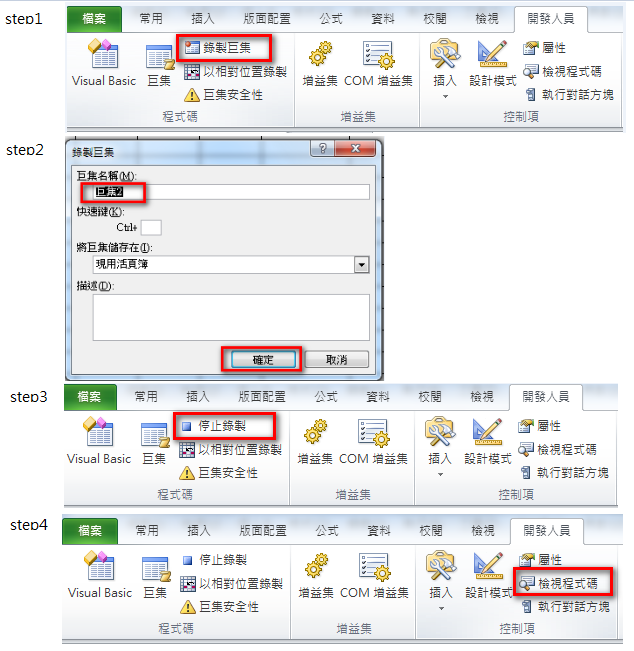 step1
檔案 常用 插入 版面配置 公式 資料 校閱 檢視 開發人員
Visual Basic 巨集 錄製巨集 以相對位置錄製 巨集安全性 增益集 COM 增益集 插入 設計模式 屬性 檢視程式碼 執行對話方塊
程式碼 增益集 控制項
step2
錄製巨集
巨集名稱(M):
巨集2
快速鍵(K):
Ctrl+
將巨集儲存在(I):
現用活頁簿
描述(D):
確定 取消
step3
檔案 常用 插入 版面配置 公式 資料 校閱 檢視 開發人員
Visual Basic 巨集 停止錄製 以相對位置錄製 巨集安全性 增益集 COM 增益集 插入 設計模式 屬性 檢視程式碼 執行對話方塊
程式碼 增益集 控制項
step4
檔案 常用 插入 版面配置 公式 資料 校閱 檢視 開發人員
Visual Basic 巨集 停止錄製 以相對位置錄製 巨集安全性 增益集 COM 增益集 插入 設計模式 屬性 檢視程式碼 執行對話方塊
程式碼 增益集 控制項